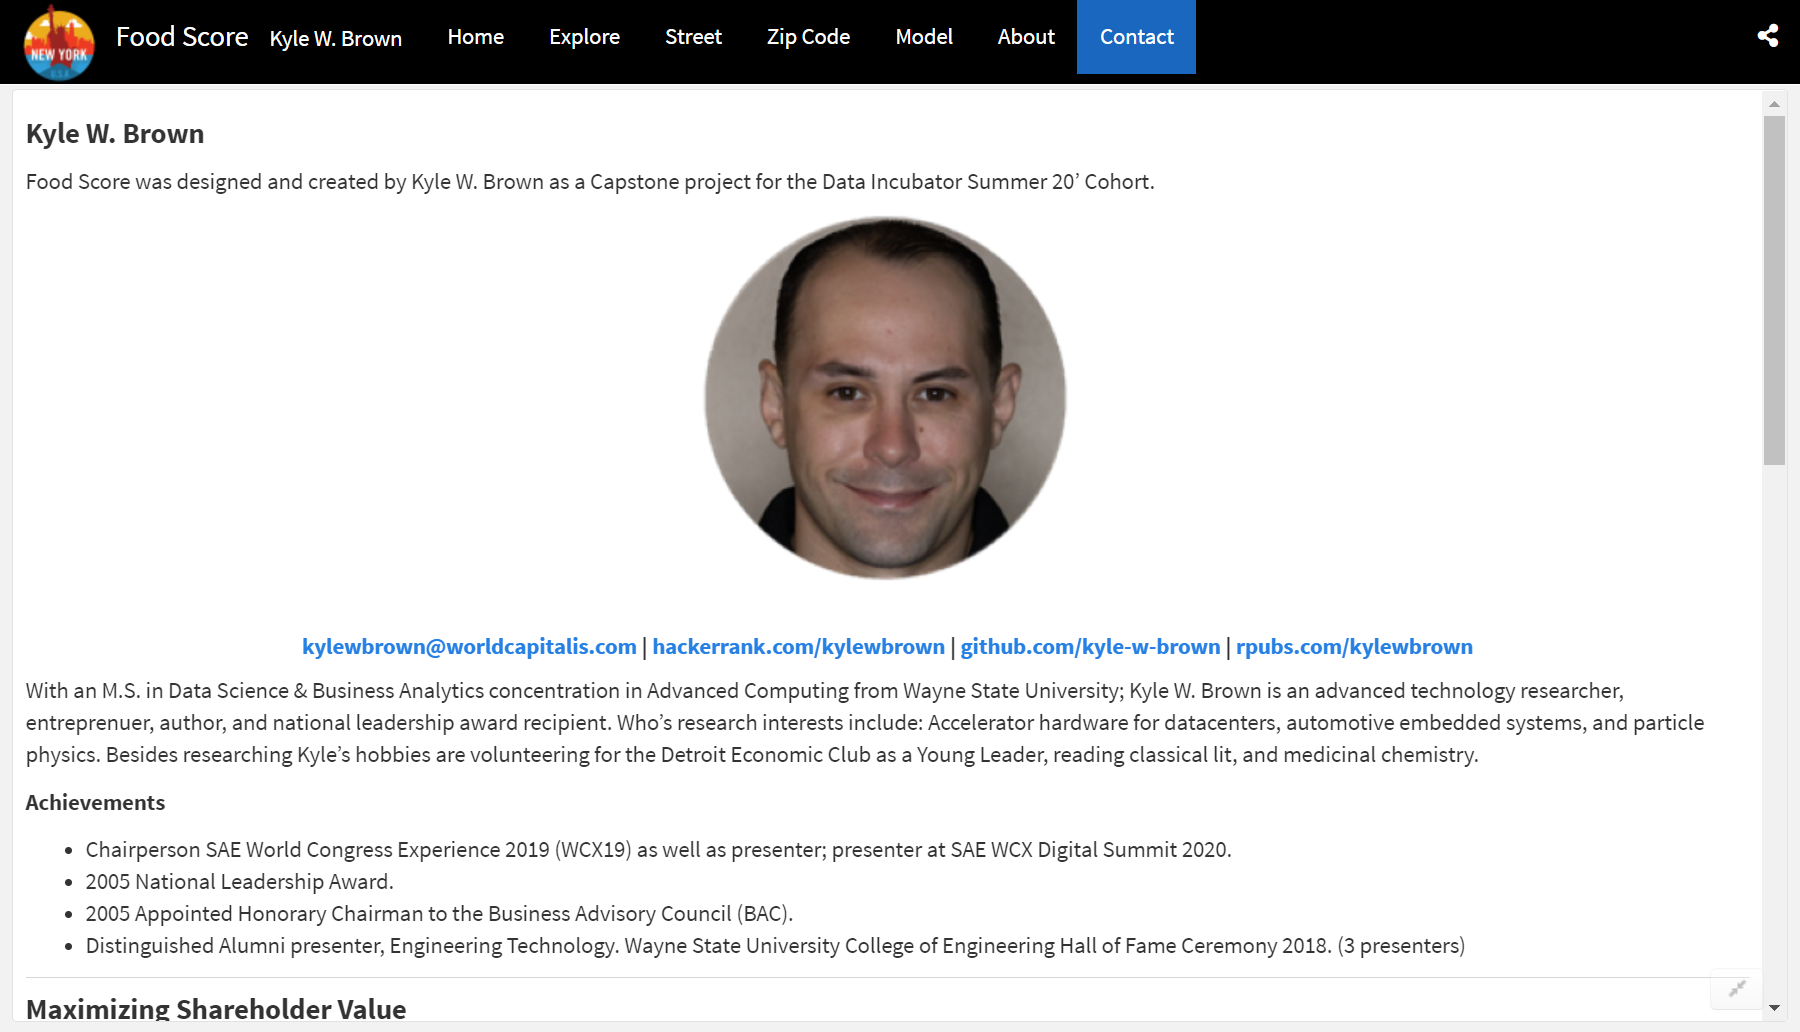 NEW YORK
U.S.A
Food Score Kyle W. Brown Home Explore Street Zip Code Model About Contact
Kyle W. Brown
Food Score was designed and created by Kyle W. Brown as a Capstone project for the Data Incubator Summer 20’ Cohort.
kylewbrown@worldcapitalis.com | hackerrank.com/kylewbrown | github.com/kyle-w-brown | rpubs.com/kylewbrown
With an M.S. in Data Science & Business Analytics concentration in Advanced Computing from Wayne State University; Kyle W. Brown is an advanced technology researcher,
entreprenuer, author, and national leadership award recipient. Who’s research interests include: Accelerator hardware for datacenters, automotive embedded systems, and particle
physics. Besides researching Kyle’s hobbies are volunteering for the Detroit Economic Club as a Young Leader, reading classical lit, and medicinal chemistry.
Achievements
• Chairperson SAE World Congress Experience 2019 (WCX19) as well as presenter; presenter at SAE WCX Digital Summit 2020.
• 2005 National Leadership Award.
• 2005 Appointed Honorary Chairman to the Business Advisory Council (BAC).
• Distinguished Alumni presenter, Engineering Technology. Wayne State University College of Engineering Hall of Fame Ceremony 2018. (3 presenters)
Maximizing Shareholder Value